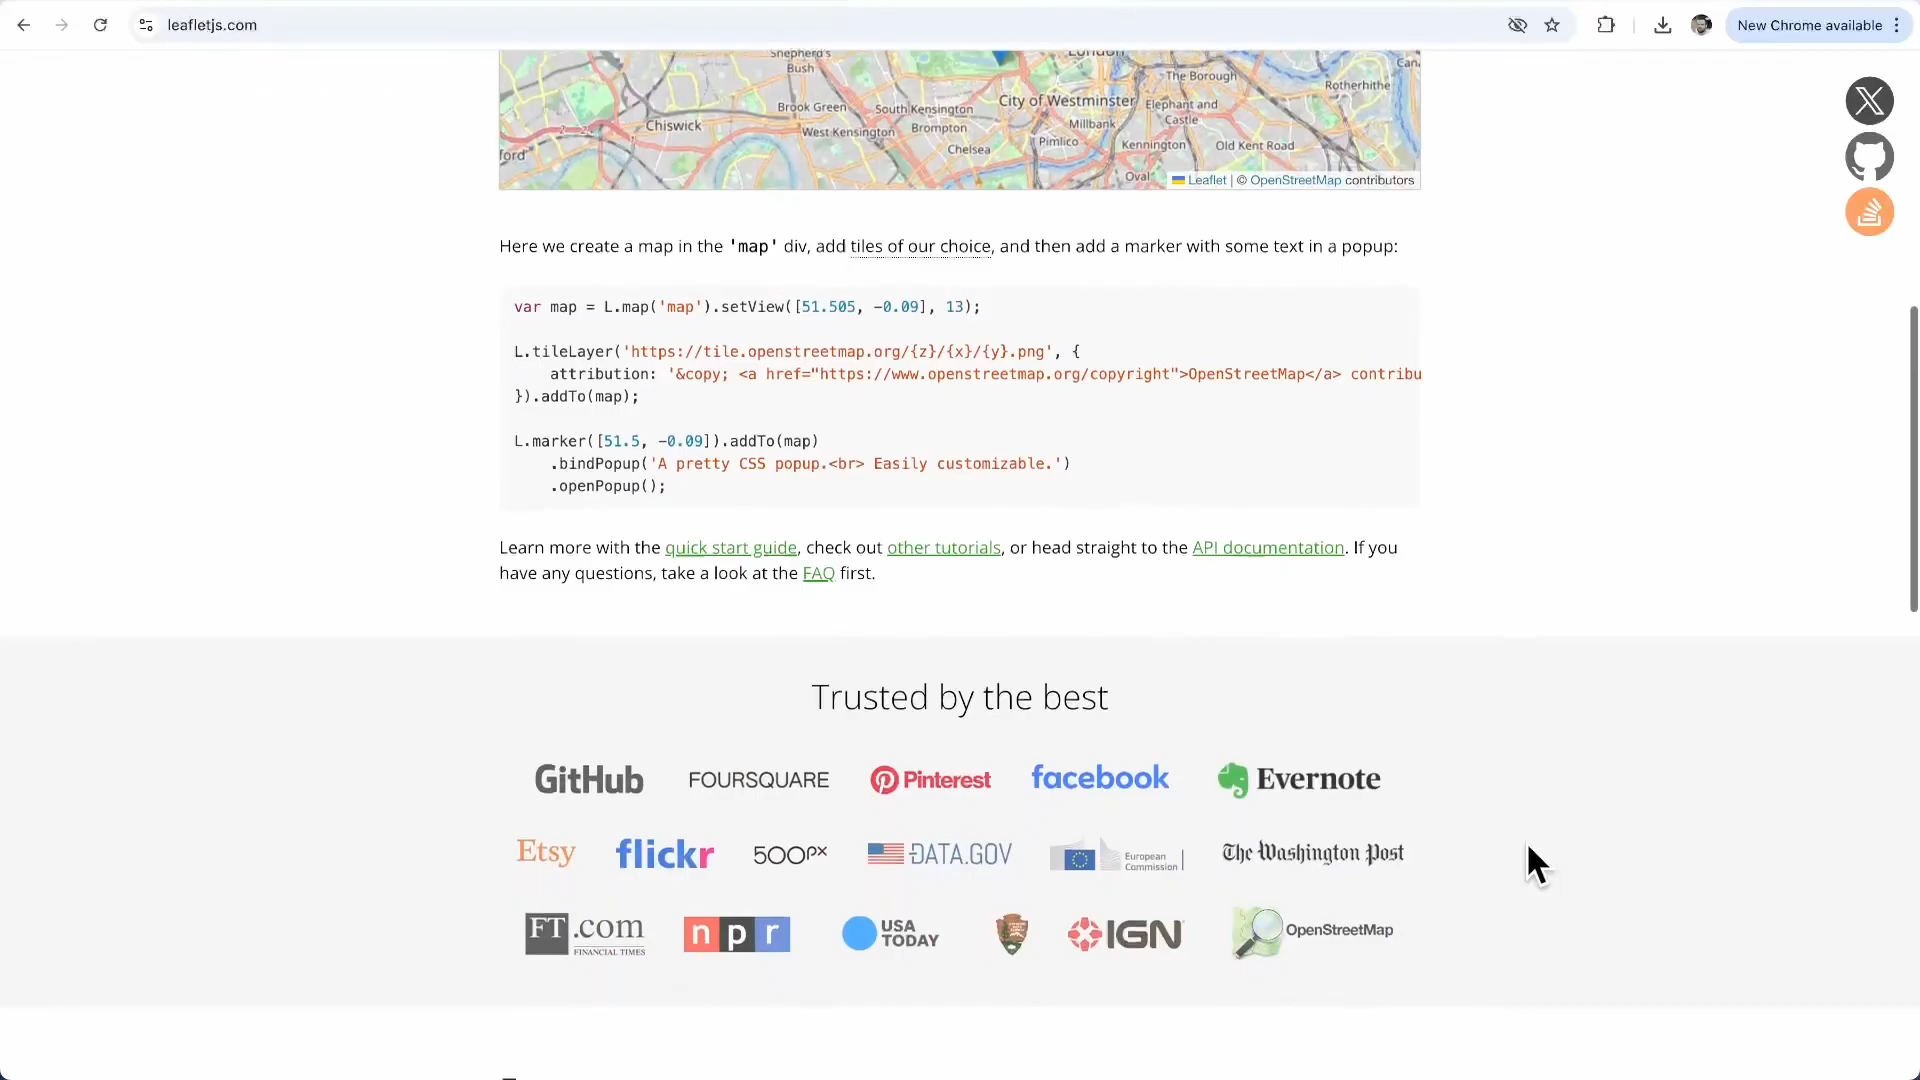 leafletjs.com
New Chrome available
Shepherd's
Bush
London
The Borough
Rotherhithe
Brook Green
South Kensington
City of Westminster
Elephant and
Castle
Chiswick
West Kensington
Brompton
Millbank
Chelsea
Pimlico
Kennington
Old Kent Road
ford
Oval
Leaflet | © OpenStreetMap contributors
Here we create a map in the 'map' div, add tiles of our choice, and then add a marker with some text in a popup:
var map = L.map('map').setView([51.505, -0.09], 13);
L.tileLayer('https://tile.openstreetmap.org/{z}/{x}/{y}.png', {
attribution: '&copy; <a href="https://www.openstreetmap.org/copyright">OpenStreetMap</a> contribu
}).addTo(map);
L.marker([51.5, -0.09]).addTo(map)
.bindPopup('A pretty CSS popup.<br> Easily customizable.')
.openPopup();
Learn more with the quick start guide, check out other tutorials, or head straight to the API documentation. If you
have any questions, take a look at the FAQ first.
Trusted by the best
GitHub FOURSQUARE Pinterest facebook Evernote
Etsy flickr 500px DATA.GOV European
Commission The Washington Post
FT.com
FINANCIAL TIMES
npr
USA
TODAY
IGN
OpenStreetMap